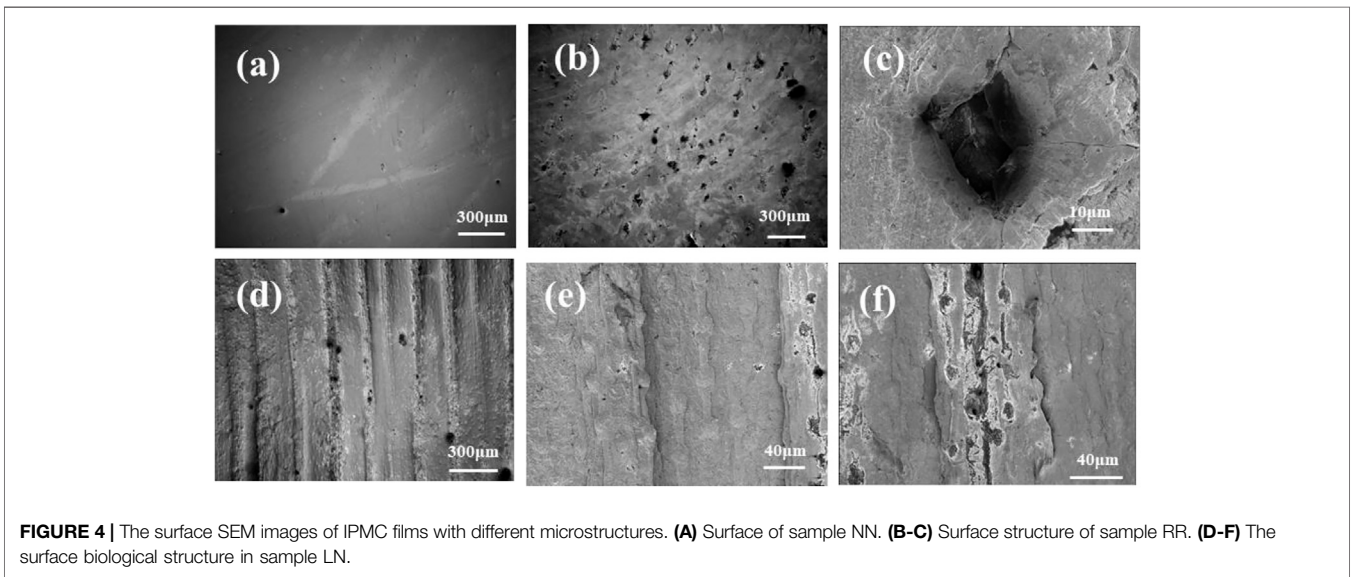 (a)
300μm
(b)
300μm
(c)
10μm
(d)
300μm
(e)
40μm
(f)
40μm
FIGURE 4 | The surface SEM images of IPMC films with different microstructures. (A) Surface of sample NN. (B-C) Surface structure of sample RR. (D-F) The
surface biological structure in sample LN.